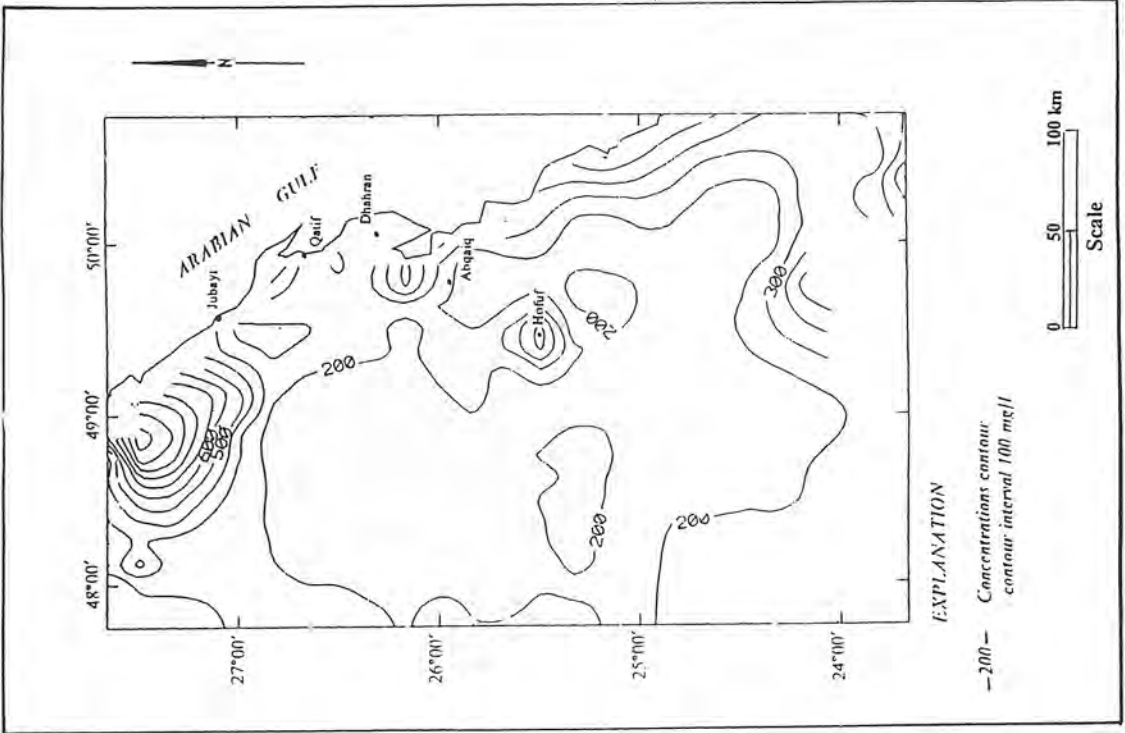 N
48°00'
49°00'
50°00'
27°00'
26°00'
25°00'
24°00'
ARABIAN GULF
Jubayl
Qatif
Dhahran
Abqaiq
Hofuf
600
500
200
200
200
200
300
EXPLANATION
—200— Concentrations contour
contour interval 100 mg/l
0 50 100 km
Scale